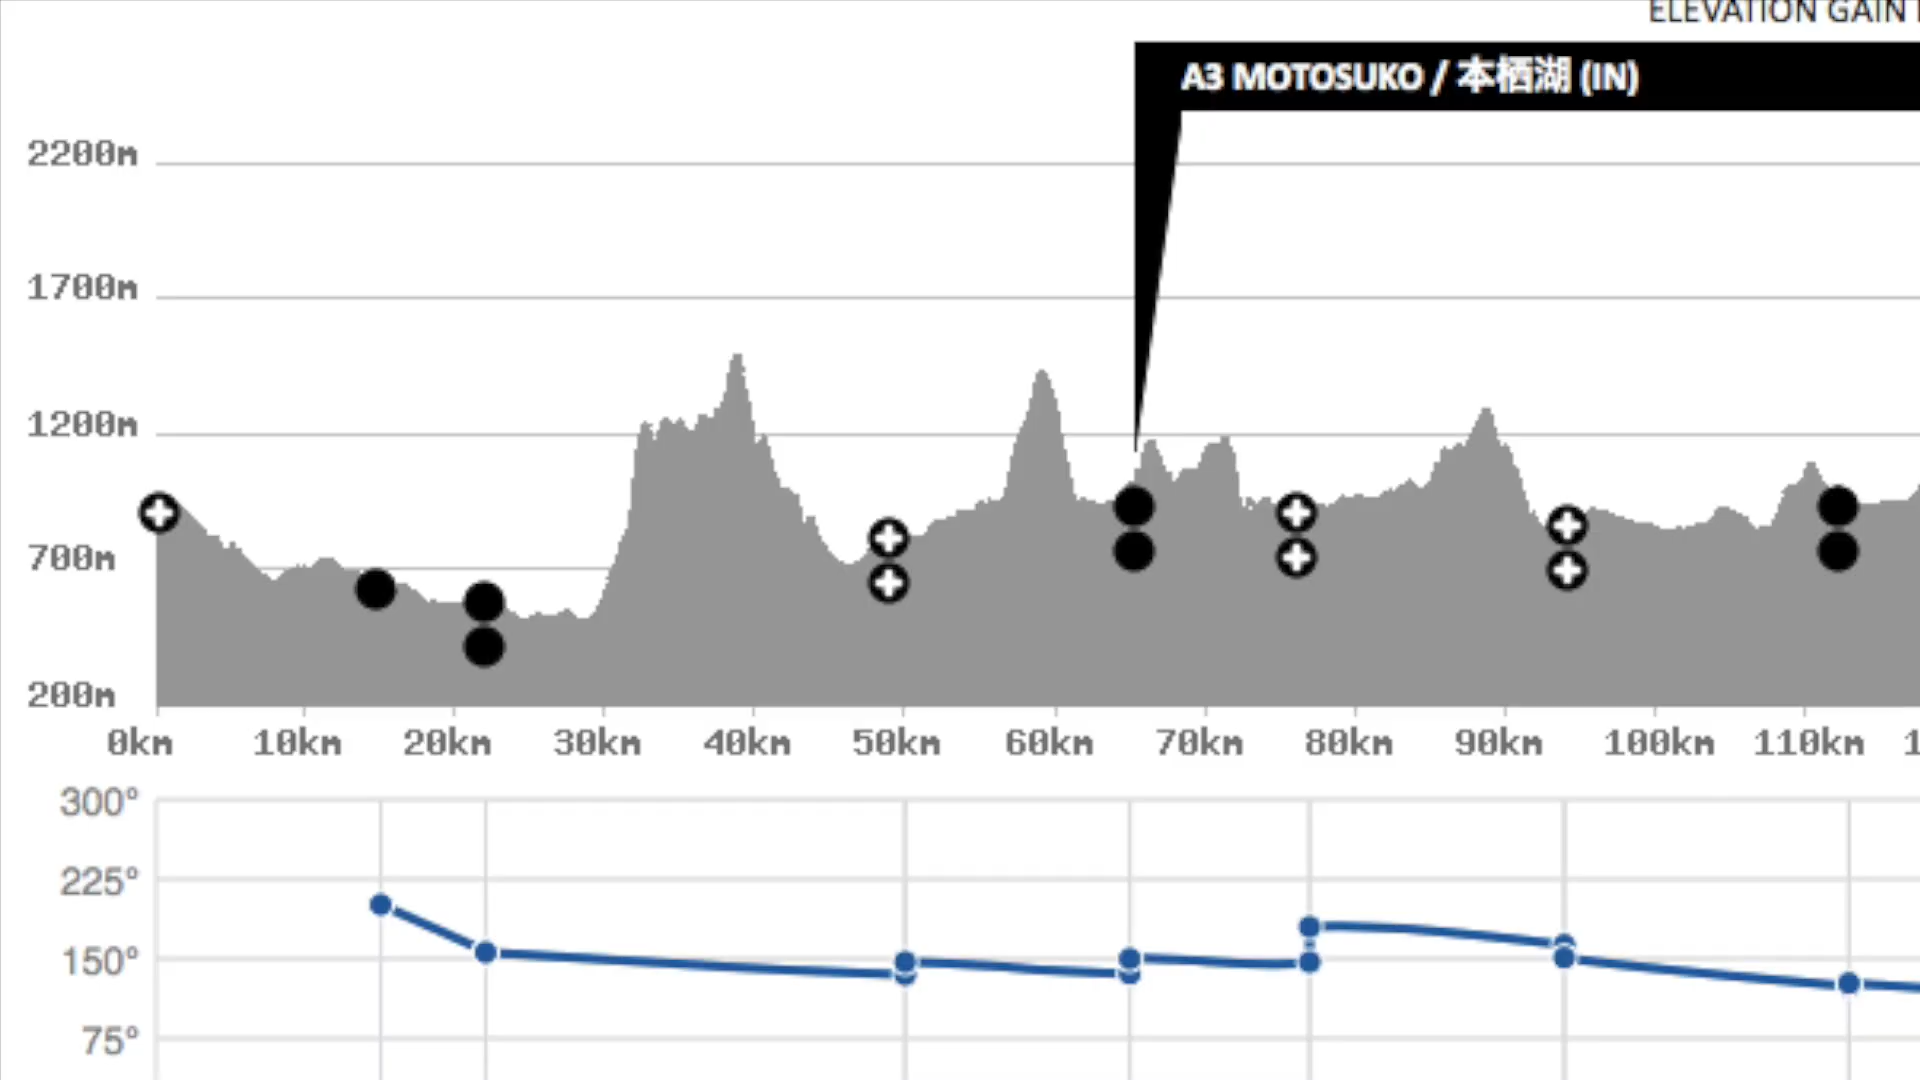 ELEVATION GAIN
A3 MOTOSUKO / 本栖湖 (IN)
2200m
1700m
1200m
700m
200m
0km 10km 20km 30km 40km 50km 60km 70km 80km 90km 100km 110km
300°
225°
150°
75°